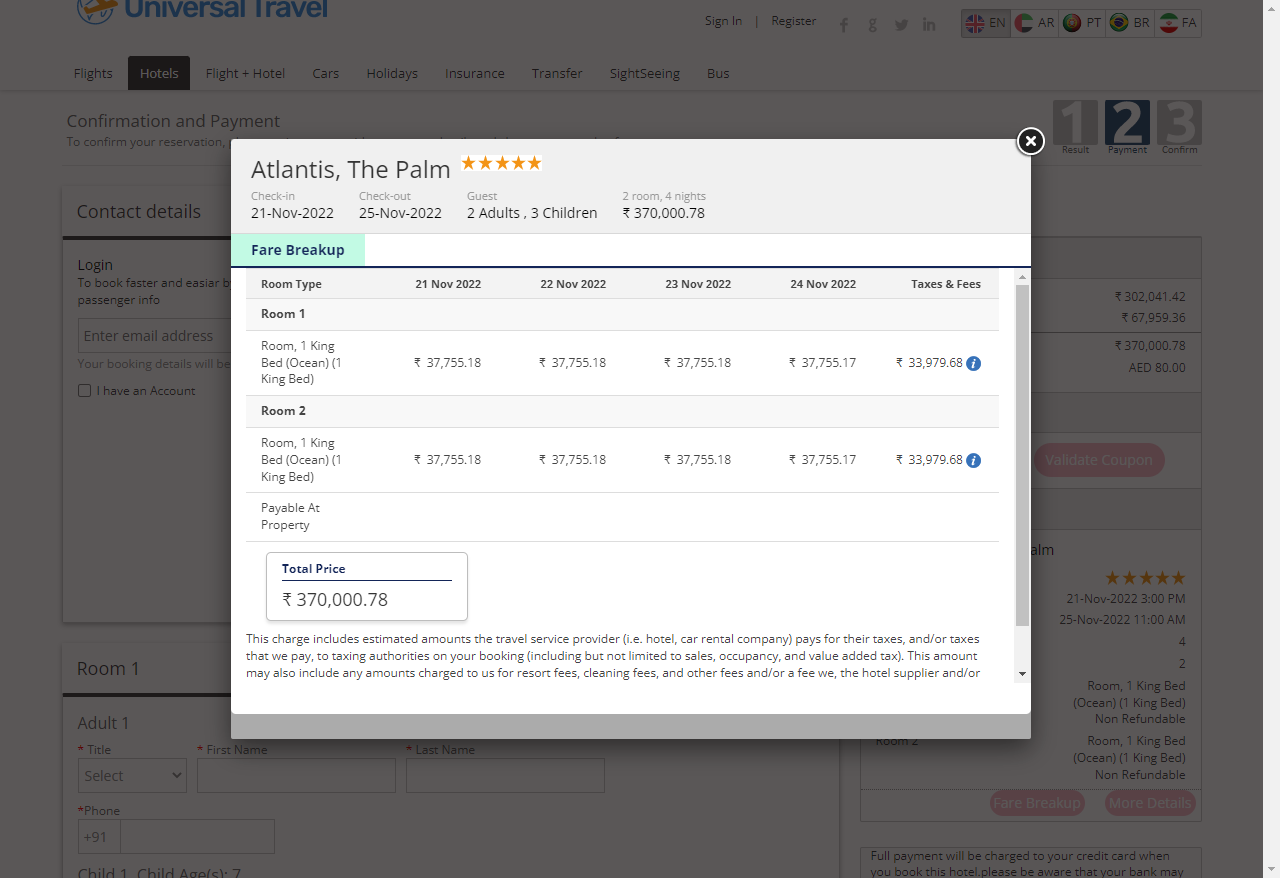 Universal Travel
Sign In | Register
EN AR PT BR FA
Flights Hotels Flight + Hotel Cars Holidays Insurance Transfer SightSeeing Bus
Confirmation and Payment
To confirm your reservation,
1 2 3
Result Payment Confirm
Atlantis, The Palm
Check-in Check-out Guest 2 room, 4 nights
21-Nov-2022 25-Nov-2022 2 Adults , 3 Children ₹ 370,000.78
Fare Breakup
Room Type 21 Nov 2022 22 Nov 2022 23 Nov 2022 24 Nov 2022 Taxes & Fees
Room 1
Room, 1 King
Bed (Ocean) (1
King Bed)
₹ 37,755.18 ₹ 37,755.18 ₹ 37,755.18 ₹ 37,755.17 ₹ 33,979.68 i
Room 2
Room, 1 King
Bed (Ocean) (1
King Bed)
₹ 37,755.18 ₹ 37,755.18 ₹ 37,755.18 ₹ 37,755.17 ₹ 33,979.68 i
Payable At
Property
Total Price
₹ 370,000.78
This charge includes estimated amounts the travel service provider (i.e. hotel, car rental company) pays for their taxes, and/or taxes
that we pay, to taxing authorities on your booking (including but not limited to sales, occupancy, and value added tax). This amount
may also include any amounts charged to us for resort fees, cleaning fees, and other fees and/or a fee we, the hotel supplier and/or
Contact details
Login
To book faster and easiar
passenger info
Enter email address
Your booking details will be
I have an Account
Room 1
Adult 1
* Title * First Name * Last Name
Select
*Phone
+91
Child 1, Child Age(s): 7
₹ 302,041.42
₹ 67,959.36
₹ 370,000.78
AED 80.00
Validate Coupon
alm
21-Nov-2022 3:00 PM
25-Nov-2022 11:00 AM
4
2
Room, 1 King Bed
(Ocean) (1 King Bed)
Non Refundable
Room 2 Room, 1 King Bed
(Ocean) (1 King Bed)
Non Refundable
Fare Breakup More Details
Full payment will be charged to your credit card when
you book this hotel.please be aware that your bank may